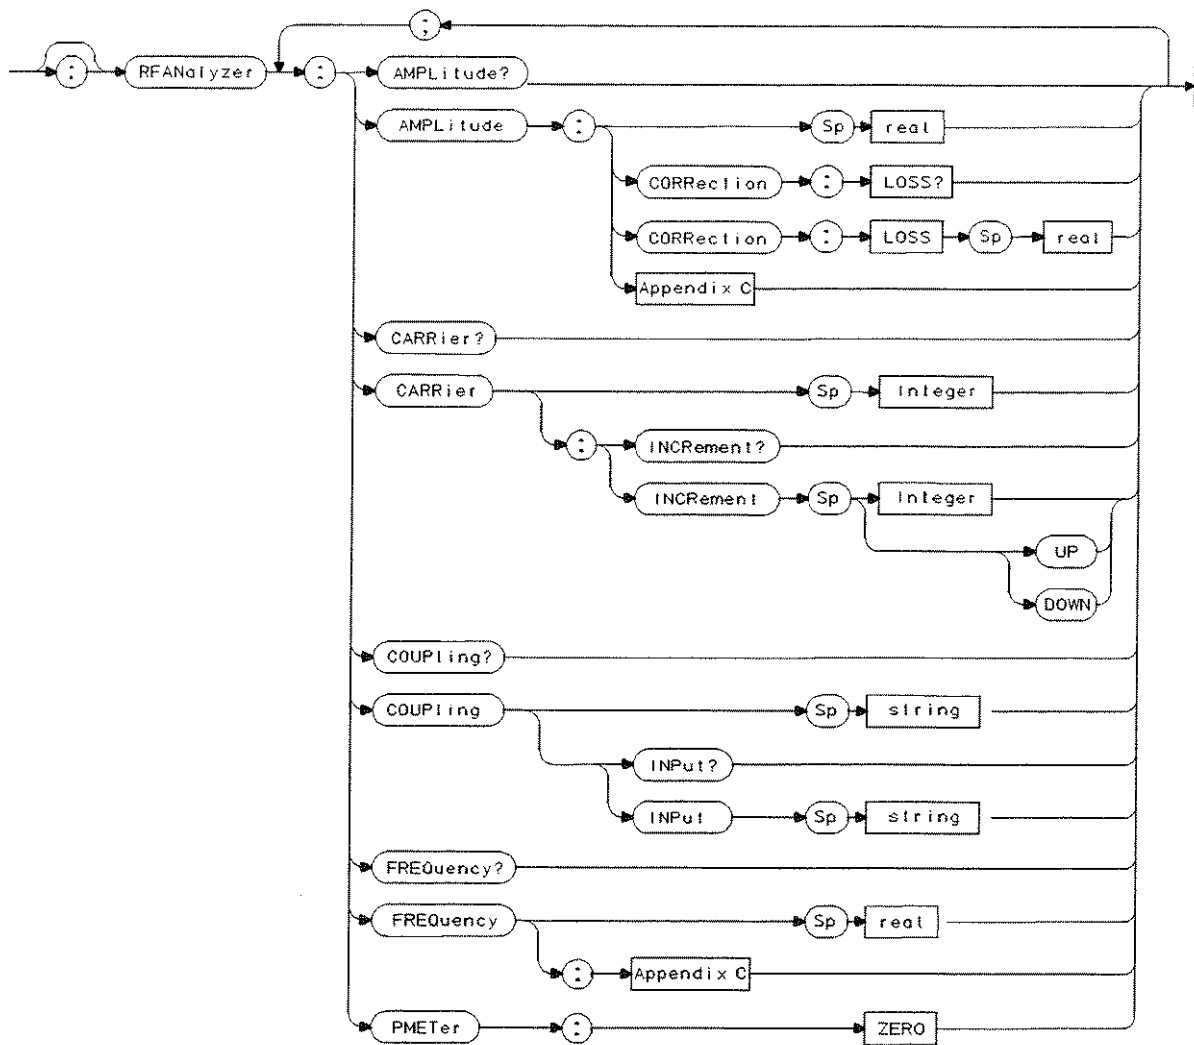 ;
: RFANalyzer : AMPLitude?
AMPLitude : Sp real
CORRection : LOSS?
CORRection : LOSS Sp real
Appendix C
CARRier?
CARRier Sp Integer
: INCRement?
INCRement Sp Integer
UP
DOWN
COUPling?
COUPling Sp string
INPut?
INPut Sp string
FREQuency?
FREQuency Sp real
: Appendix C
PMETer : ZERO